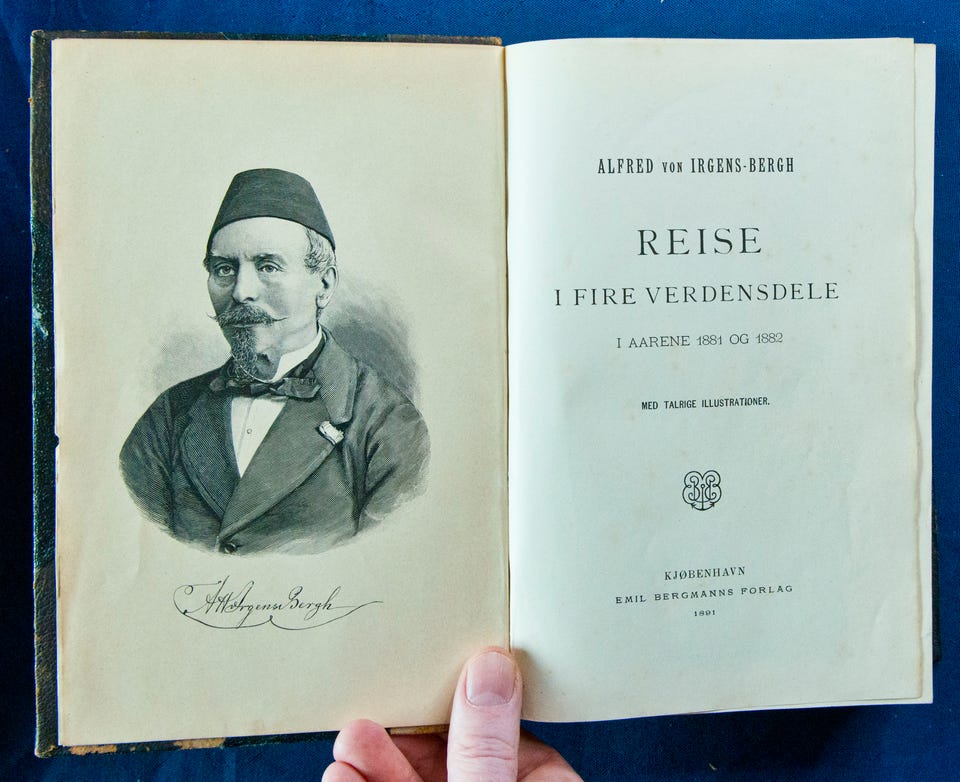 A. v. Irgens Bergh
ALFRED VON IRGENS-BERGH
REISE
I FIRE VERDENSDELE
I AARENE 1881 OG 1882
MED TALRIGE ILLUSTRATIONER.
KJØBENHAVN
EMIL BERGMANNS FORLAG
1891